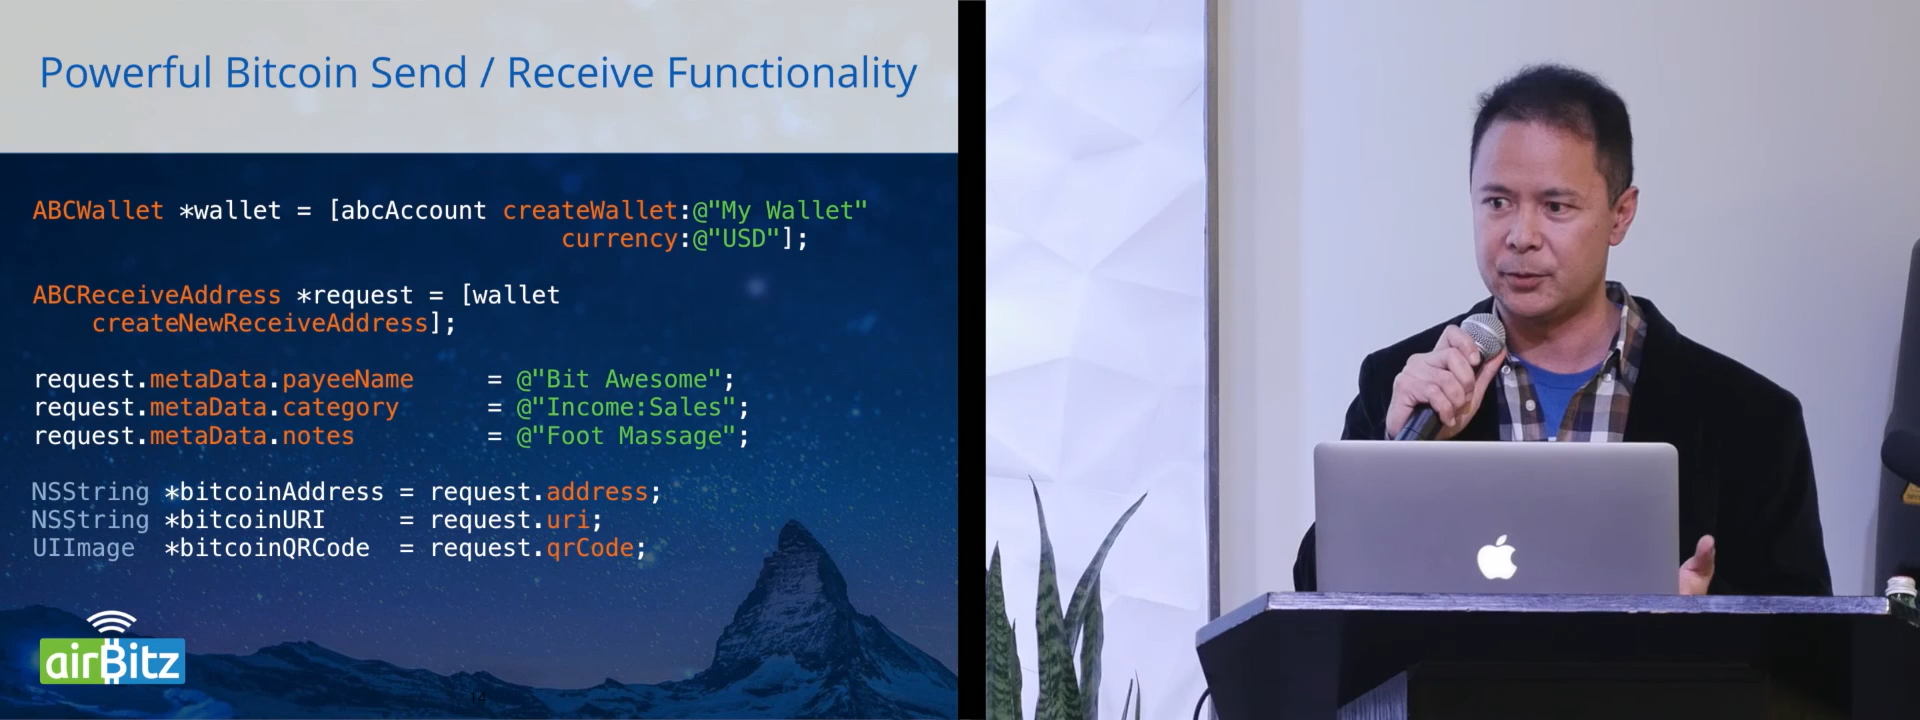 Powerful Bitcoin Send / Receive Functionality
ABCWallet *wallet = [abcAccount createWallet:@"My Wallet"
currency:@"USD"];
ABCReceiveAddress *request = [wallet
createNewReceiveAddress];
request.metaData.payeeName = @"Bit Awesome";
request.metaData.category = @"Income:Sales";
request.metaData.notes = @"Foot Massage";
NSString *bitcoinAddress = request.address;
NSString *bitcoinURI = request.uri;
UIImage *bitcoinQRCode = request.qrCode;
airBitz
14